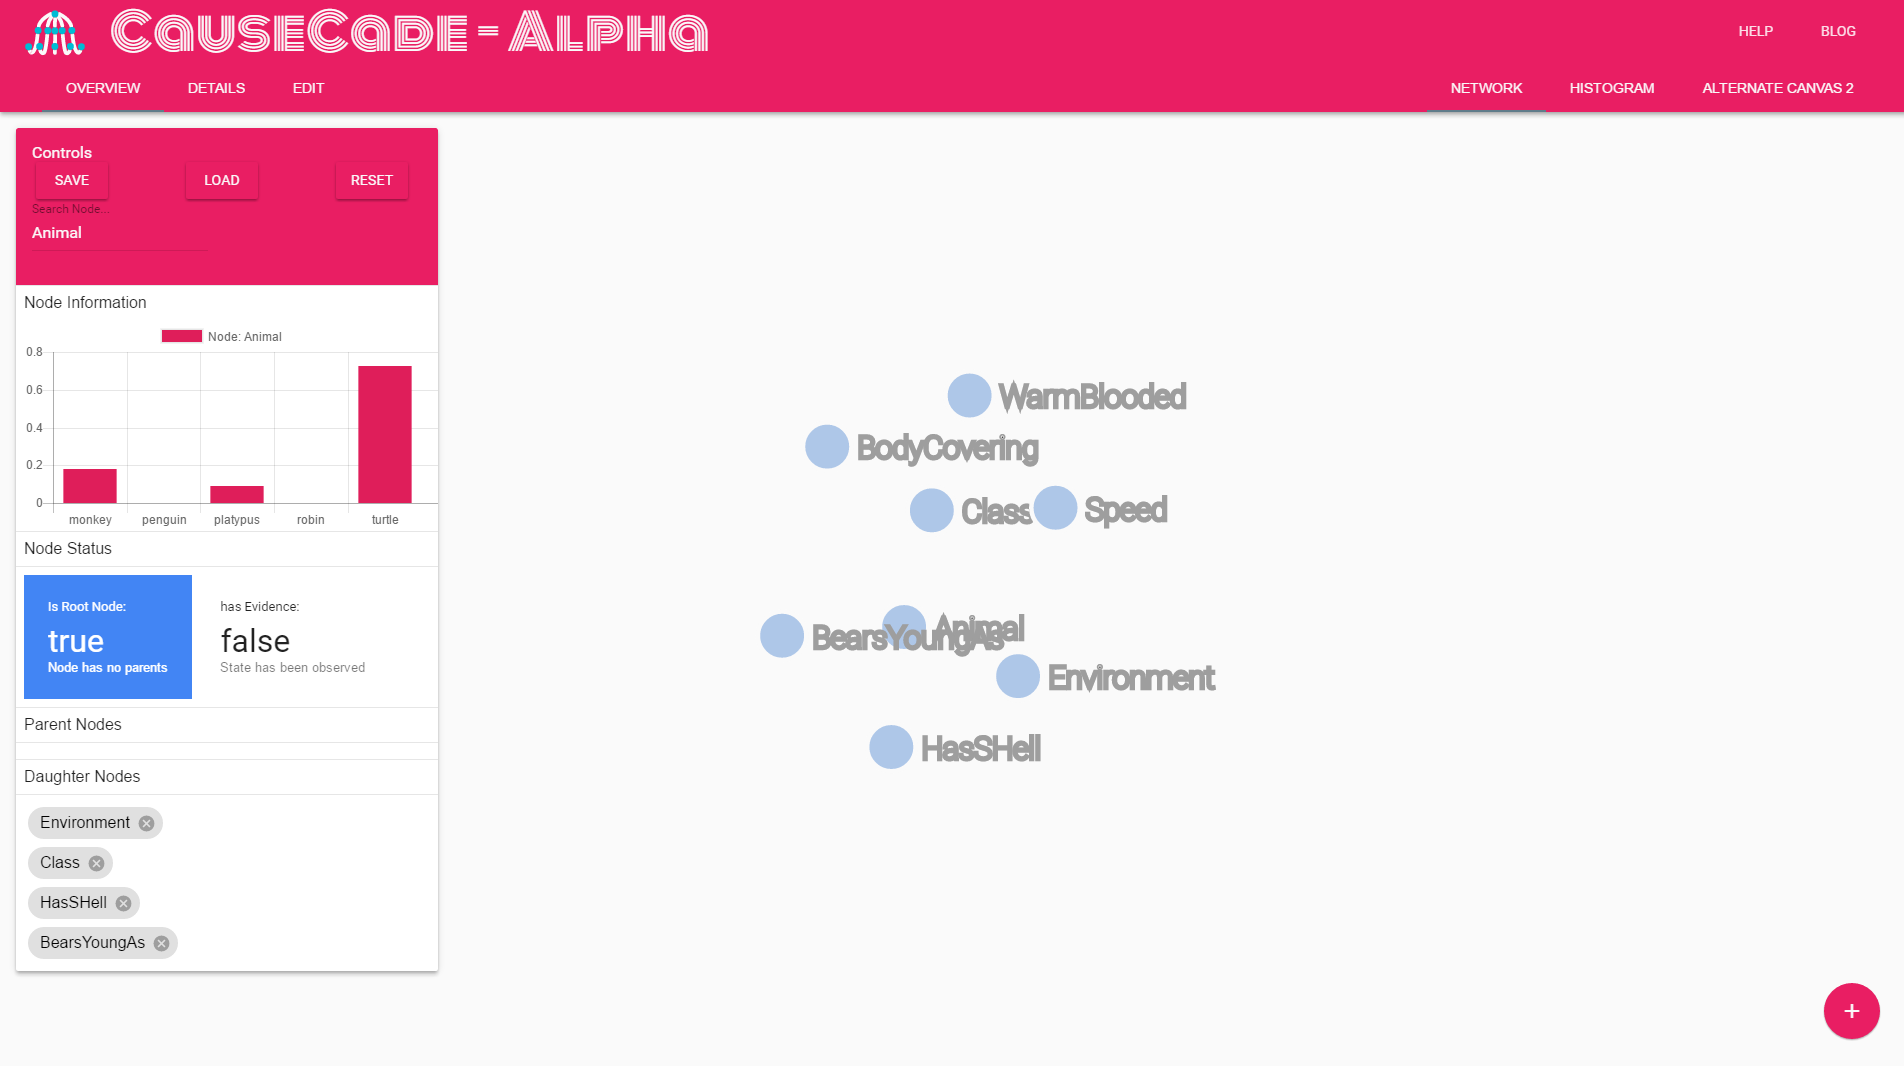 CauseCade - Alpha
HELP
BLOG
OVERVIEW
DETAILS
EDIT
NETWORK
HISTOGRAM
ALTERNATE CANVAS 2
Controls
SAVE
LOAD
RESET
Search Node...
Animal
Node Information
Node: Animal
0.8
0.6
0.4
0.2
0
monkey
penguin
platypus
robin
turtle
Node Status
Is Root Node:
true
Node has no parents
has Evidence:
false
State has been observed
Parent Nodes
Daughter Nodes
Environment
Class
HasSHell
BearsYoungAs
WarmBlooded
BodyCovering
Class
Speed
Animal
BearsYoungAs
Environment
HasSHell
+